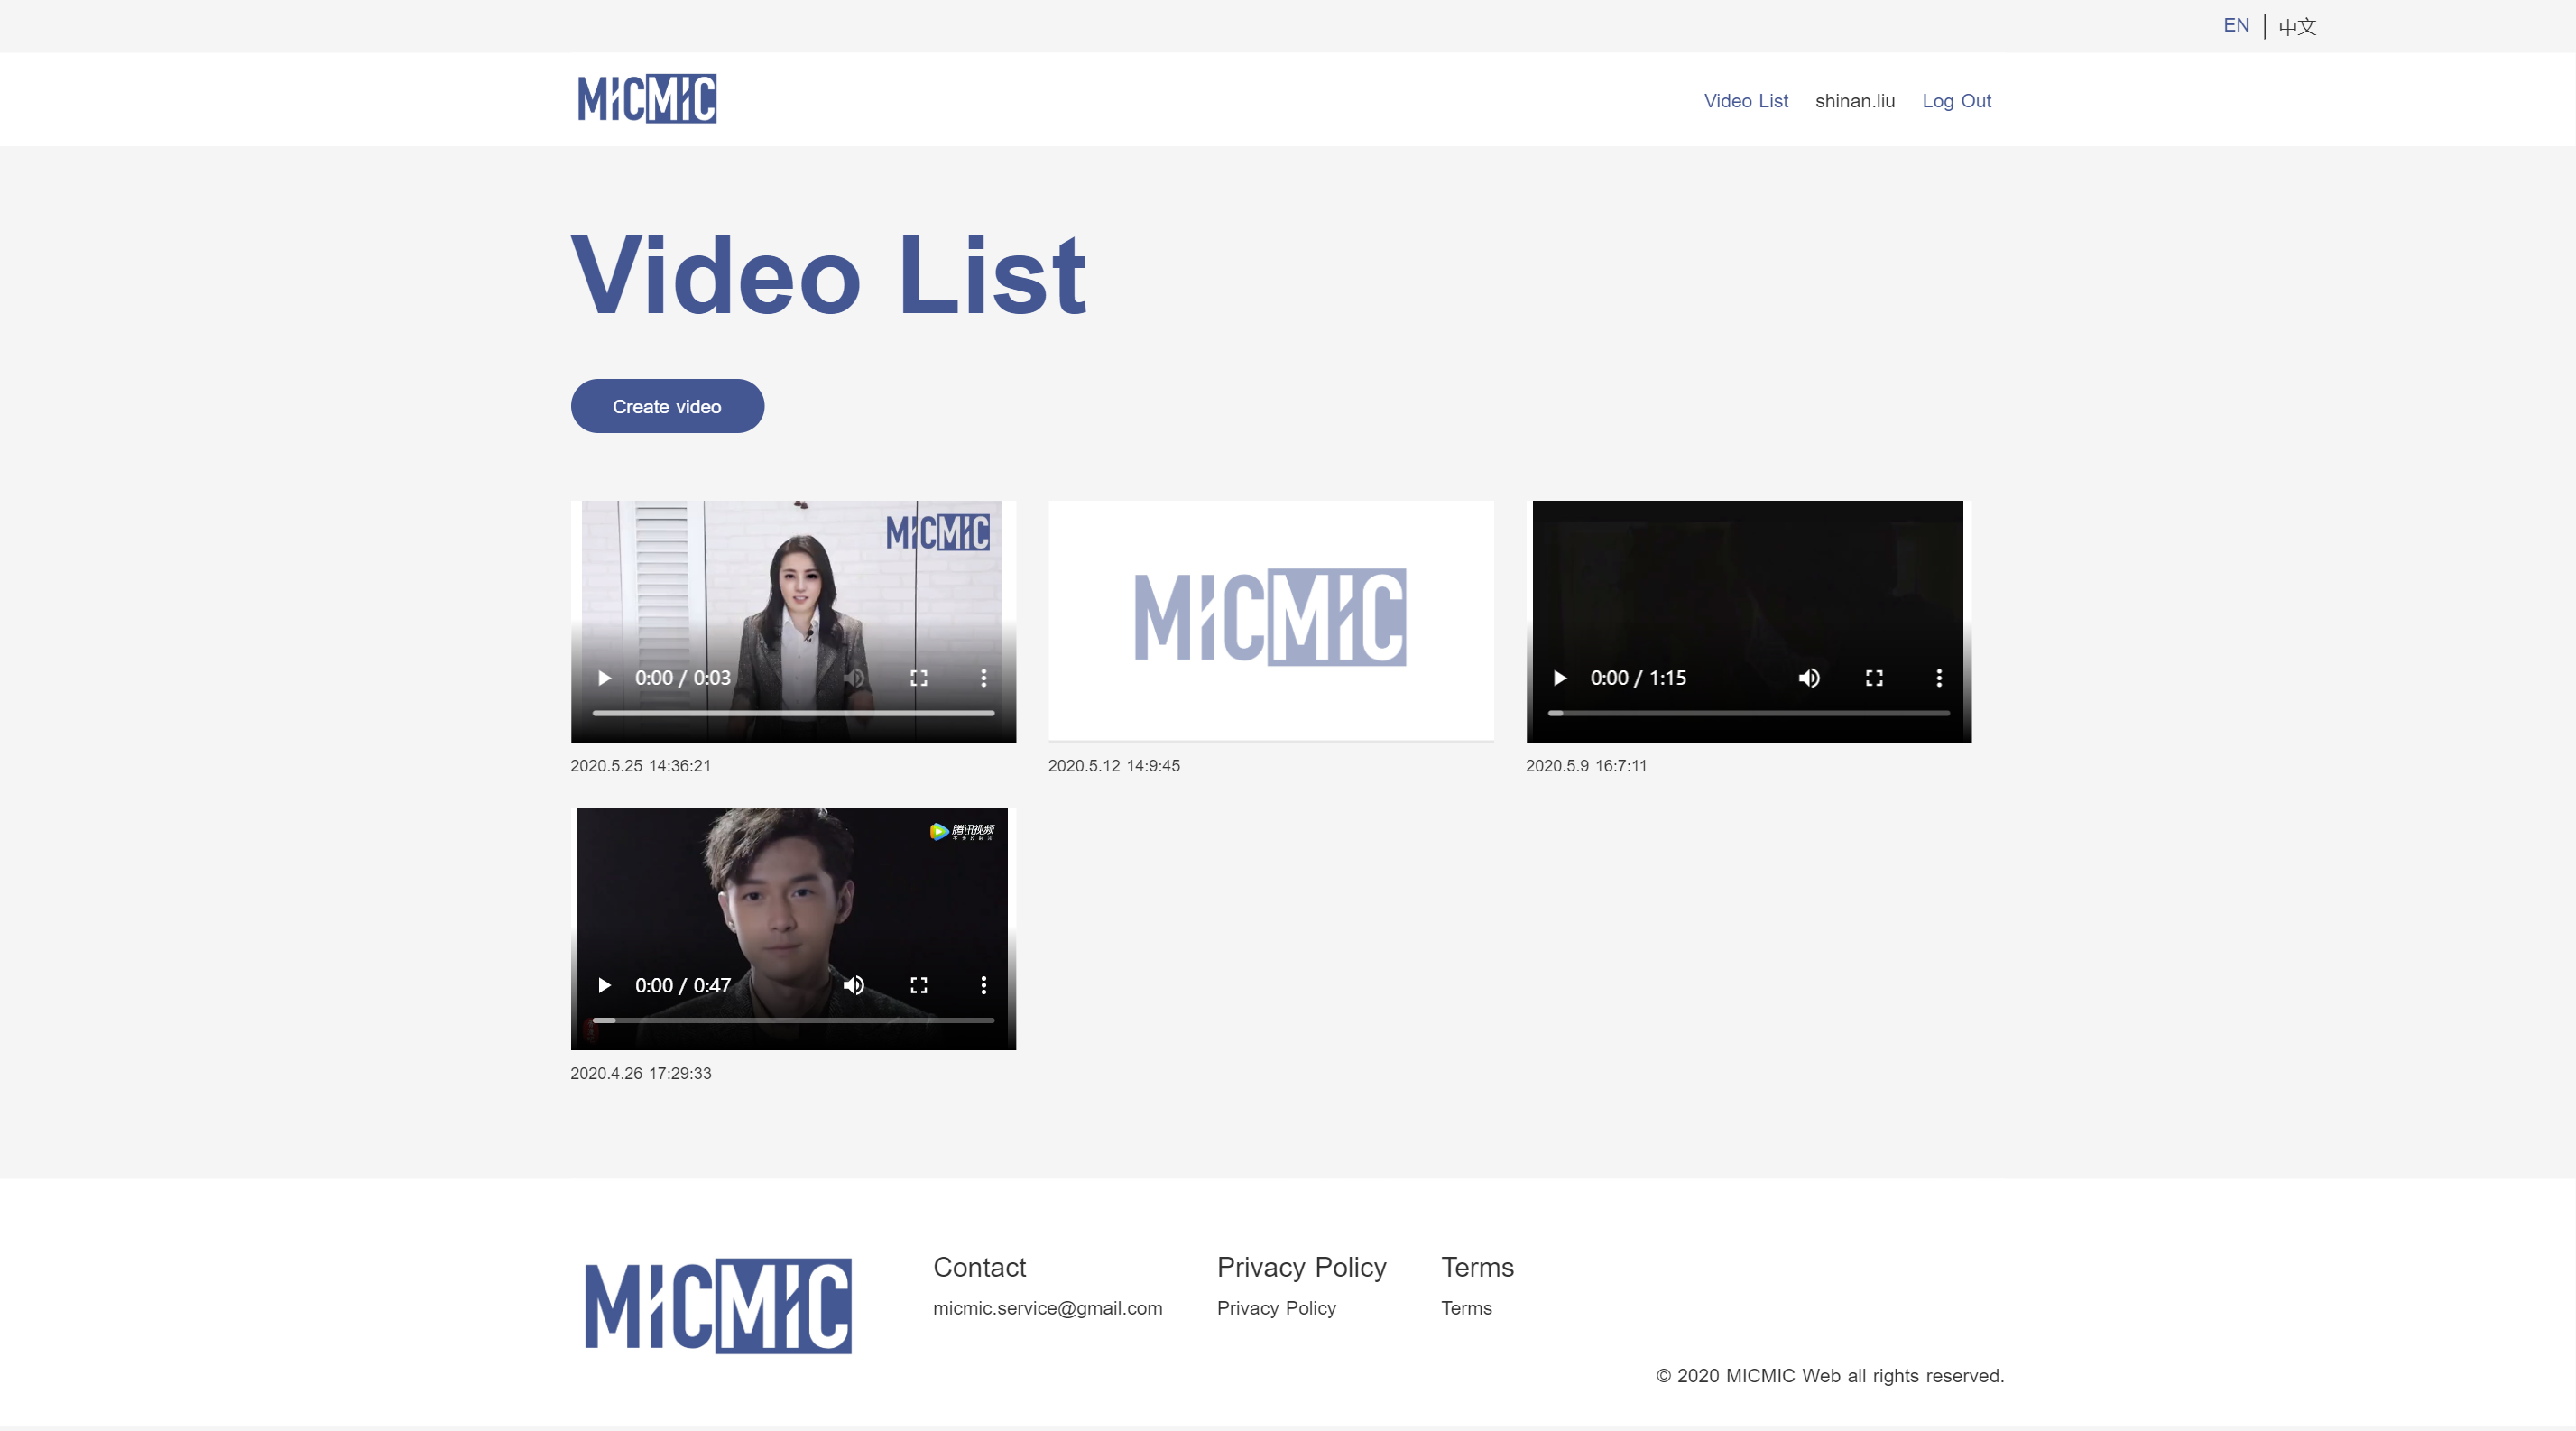 EN | 中文
MICMIC
Video List shinan.liu Log Out
Video List
Create video
MICMIC
0:00 / 0:03
2020.5.25 14:36:21
MICMIC
2020.5.12 14:9:45
0:00 / 1:15
2020.5.9 16:7:11
腾讯视频
0:00 / 0:47
2020.4.26 17:29:33
MICMIC
Contact
micmic.service@gmail.com
Privacy Policy
Privacy Policy
Terms
Terms
© 2020 MICMIC Web all rights reserved.